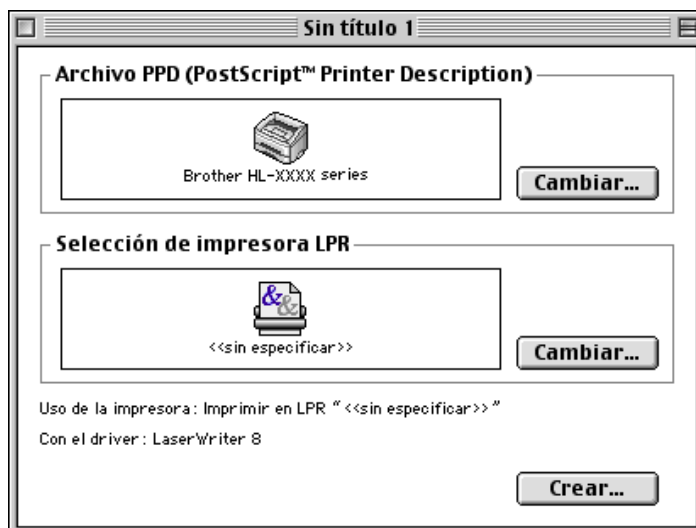 Sin título 1
Archivo PPD (PostScript™ Printer Description)
Brother HL-XXXX series
Cambiar...
Selección de impresora LPR
<<sin especificar>>
Cambiar...
Uso de la impresora: Imprimir en LPR “<<sin especificar>>”
Con el driver: LaserWriter 8
Crear...